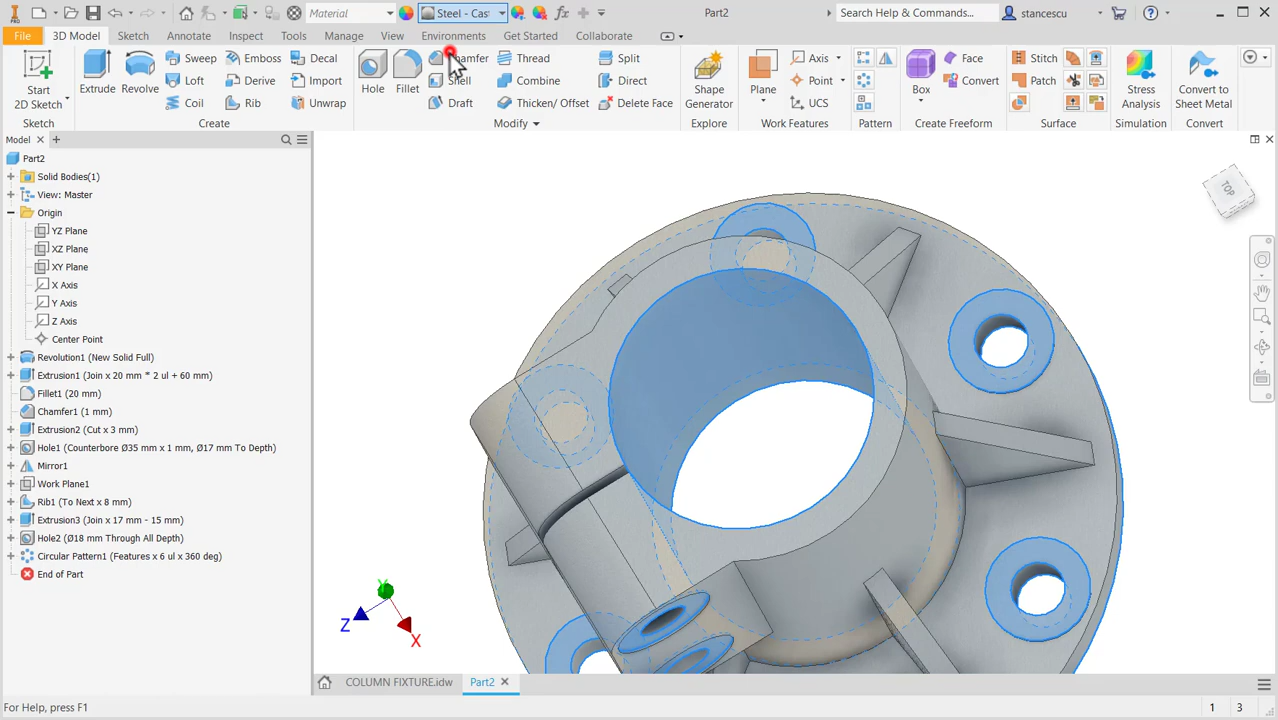 PRO
Material
Steel - Cas
fx
Part2
Search Help & Commands...
stancescu
File
3D Model
Sketch
Annotate
Inspect
Tools
Manage
View
Environments
Get Started
Collaborate
Start
2D Sketch
Extrude
Revolve
Sweep
Emboss
Decal
Loft
Derive
Import
Coil
Rib
Unwrap
Hole
Fillet
Chamfer
Thread
Split
Shell
Combine
Direct
Draft
Thicken/ Offset
Delete Face
Shape
Generator
Plane
Axis
Point
UCS
Box
Face
Convert
Stitch
Patch
Stress
Analysis
Convert to
Sheet Metal
Sketch
Create
Modify
Explore
Work Features
Pattern
Create Freeform
Surface
Simulation
Convert
Model
Part2
Solid Bodies(1)
View: Master
Origin
YZ Plane
XZ Plane
XY Plane
X Axis
Y Axis
Z Axis
Center Point
Revolution1 (New Solid Full)
Extrusion1 (Join x 20 mm * 2 ul + 60 mm)
Fillet1 (20 mm)
Chamfer1 (1 mm)
Extrusion2 (Cut x 3 mm)
Hole1 (Counterbore Ø35 mm x 1 mm, Ø17 mm To Depth)
Mirror1
Work Plane1
Rib1 (To Next x 8 mm)
Extrusion3 (Join x 17 mm - 15 mm)
Hole2 (Ø18 mm Through All Depth)
Circular Pattern1 (Features x 6 ul x 360 deg)
End of Part
TOP
Y
Z
X
COLUMN FIXTURE.idw
Part2
For Help, press F1
1
3